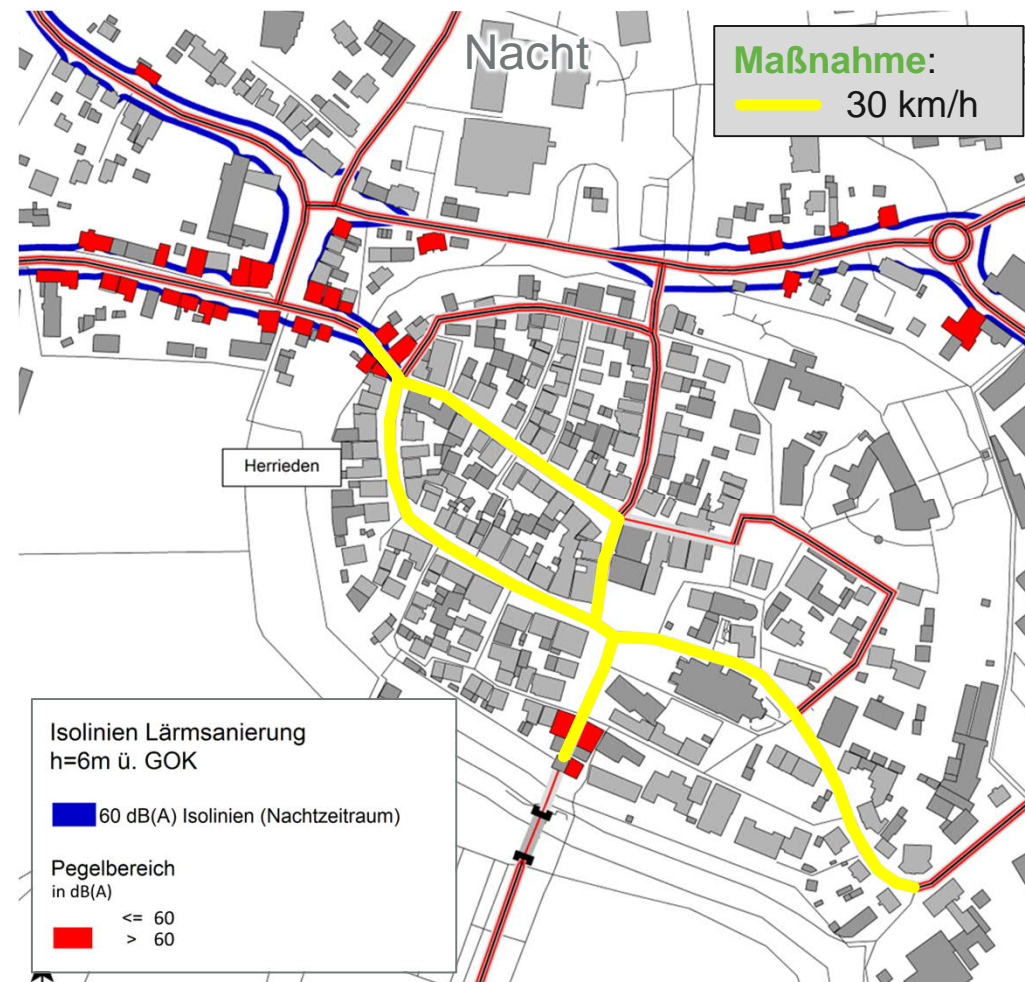 Nacht
Maßnahme:
30 km/h
Herrieden
Isolinien Lärmsanierung
h=6m ü. GOK
60 dB(A) Isolinien (Nachtzeitraum)
Pegelbereich
in dB(A)
<= 60
> 60